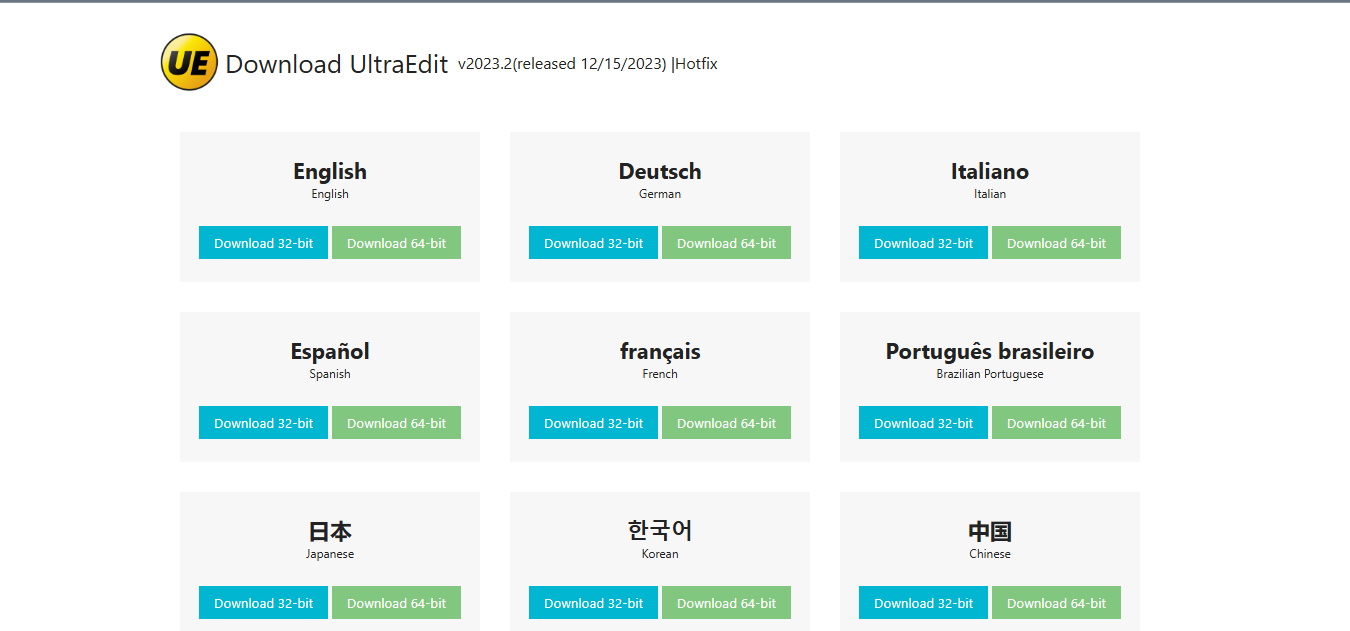 UE Download UltraEdit v2023.2(released 12/15/2023) |Hotfix
English Deutsch Italiano
English German Italian
Download 32-bit Download 64-bit Download 32-bit Download 64-bit Download 32-bit Download 64-bit
Español français Português brasileiro
Spanish French Brazilian Portuguese
Download 32-bit Download 64-bit Download 32-bit Download 64-bit Download 32-bit Download 64-bit
日本 한국어 中国
Japanese Korean Chinese
Download 32-bit Download 64-bit Download 32-bit Download 64-bit Download 32-bit Download 64-bit